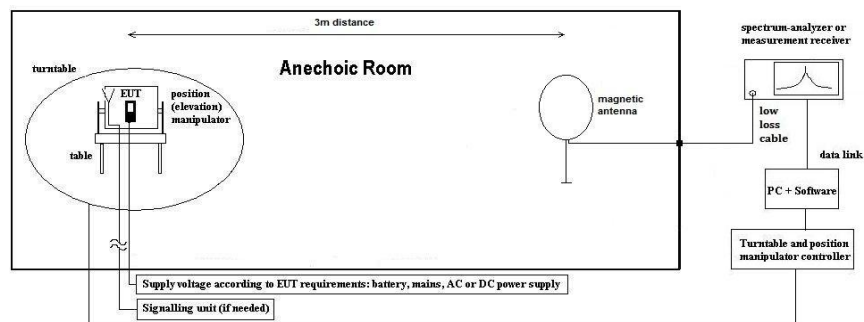 3m distance
spectrum-analyzer or
measurement receiver
turntable
Anechoic Room
EUT
position
(elevation)
manipulator
magnetic
antenna
low
loss
cable
table
data link
PC + Software
Turntable and position
manipulator controller
Supply voltage according to EUT requirements: battery, mains, AC or DC power supply
Signalling unit (if needed)